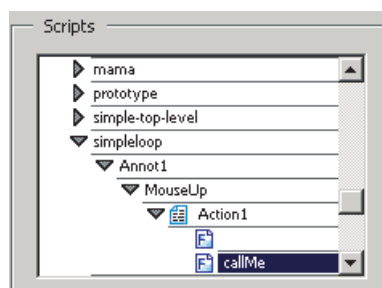 Scripts
mama
prototype
simple-top-level
simpleloop
Annot1
MouseUp
Action1
callMe